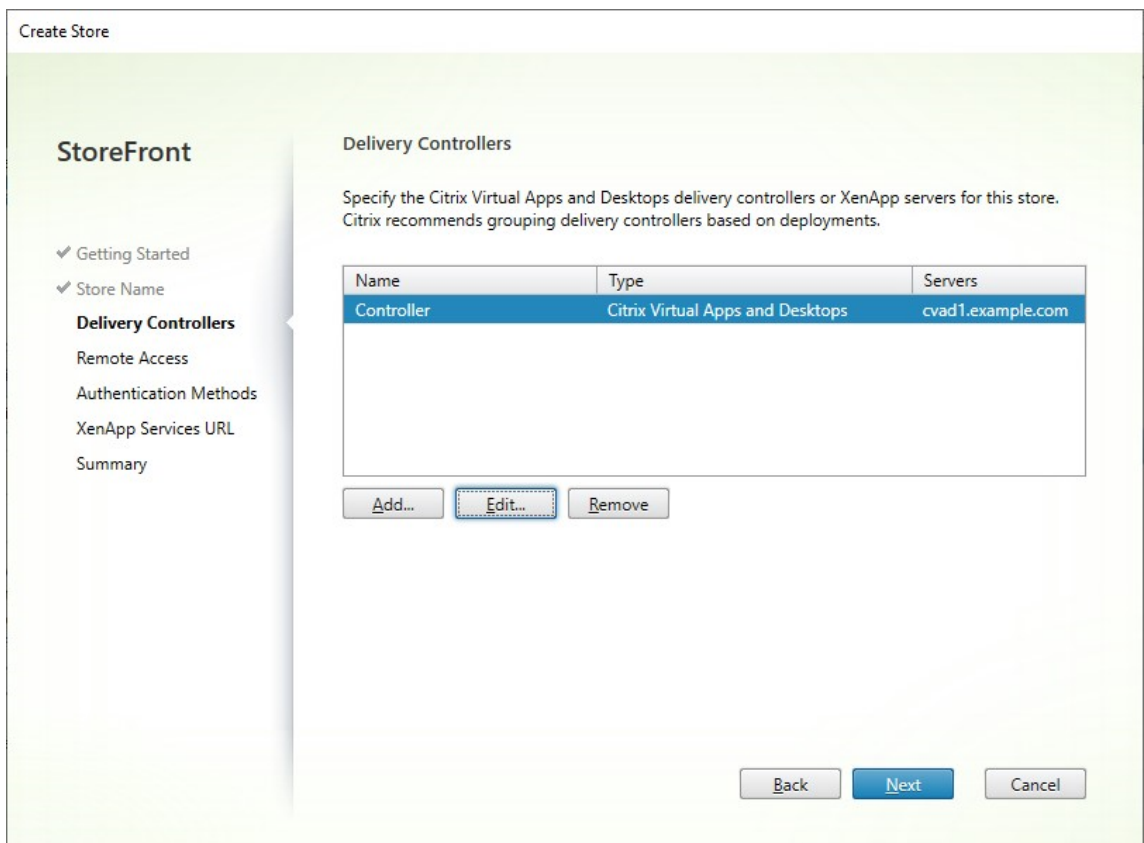 Create Store
StoreFront
✔ Getting Started
✔ Store Name
Delivery Controllers
Remote Access
Authentication Methods
XenApp Services URL
Summary
Delivery Controllers
Specify the Citrix Virtual Apps and Desktops delivery controllers or XenApp servers for this store.
Citrix recommends grouping delivery controllers based on deployments.
Name Type Servers
Controller Citrix Virtual Apps and Desktops cvad1.example.com
Add... Edit... Remove
Back Next Cancel